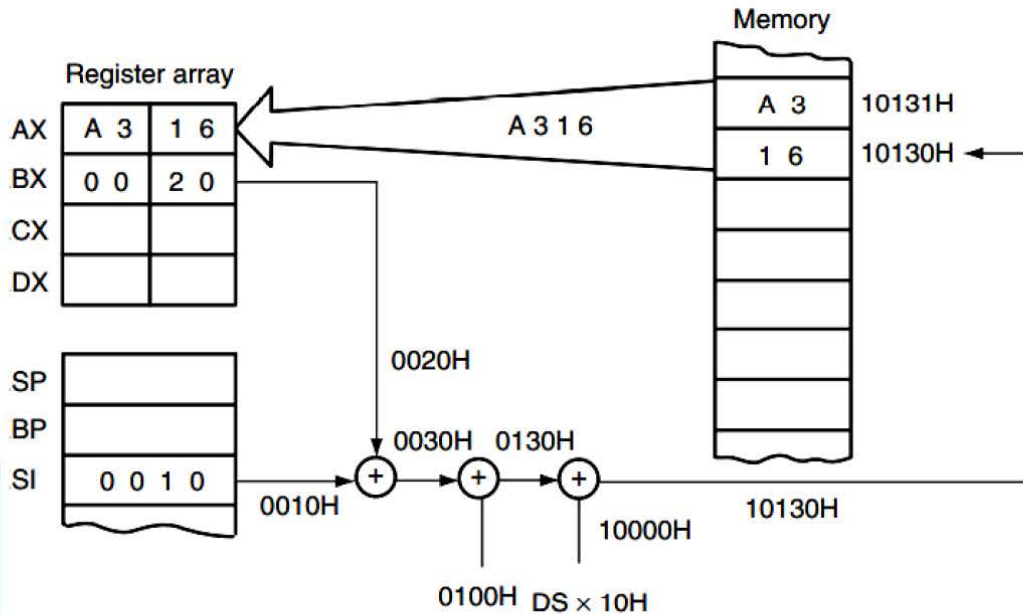 Memory
Register array
AX A 3 1 6
BX 0 0 2 0
CX
DX
A 3 1 6
A 3 10131H
1 6 10130H
0020H
SP
BP
SI 0 0 1 0
0010H
+ 0030H + 0130H +
10000H
10130H
0100H DS × 10H